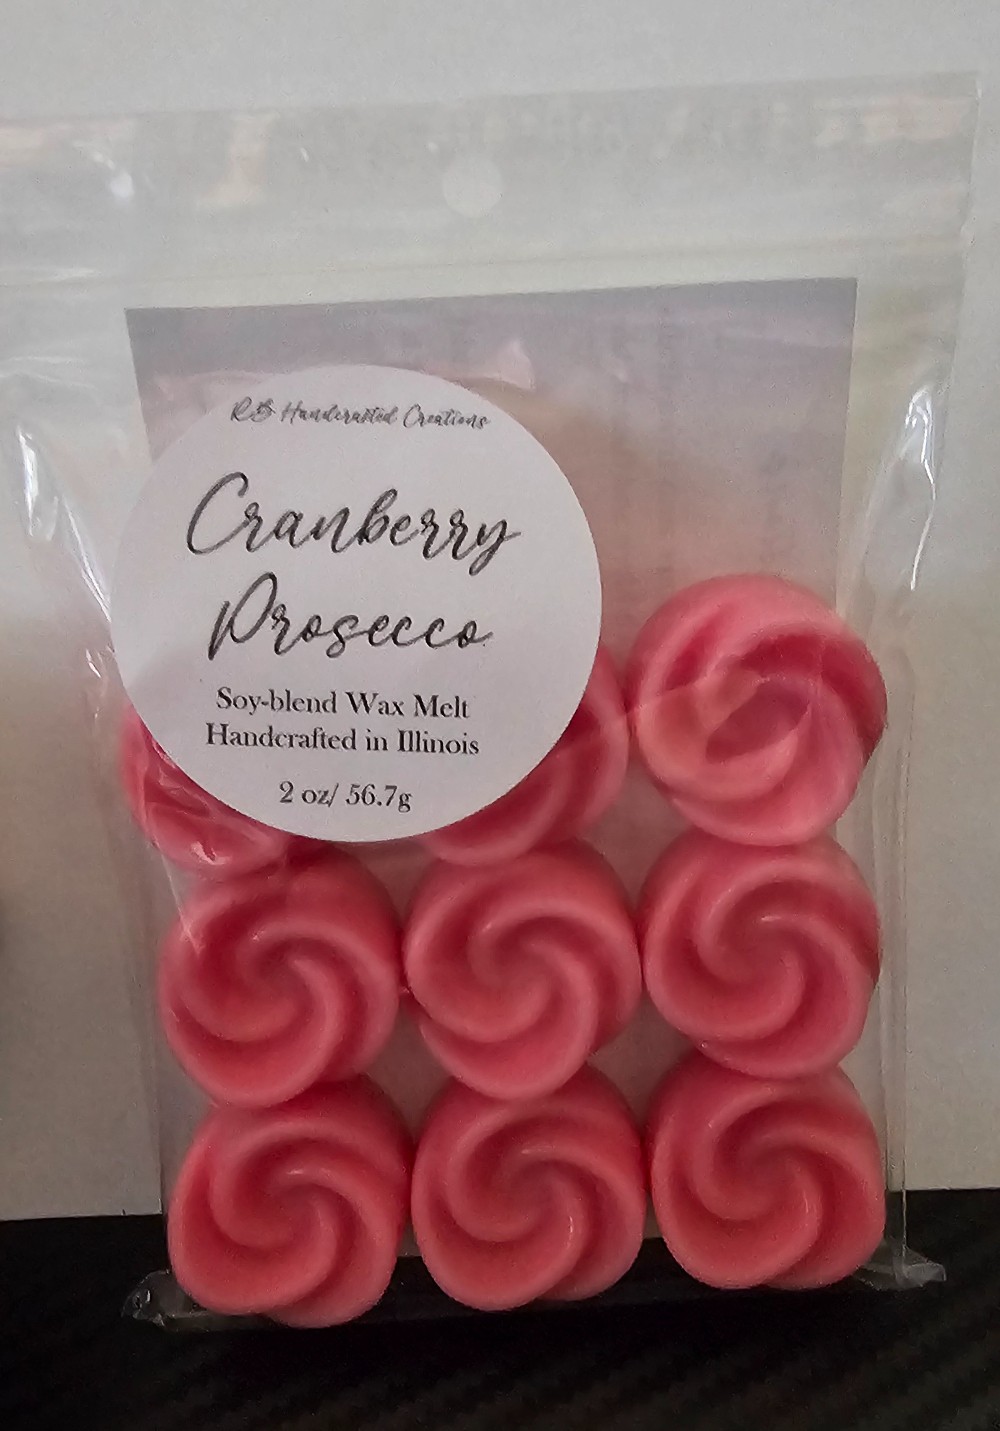 RB Handcrafted Creations
Cranberry
Prosecco
Soy-blend Wax Melt
Handcrafted in Illinois
2 oz/ 56.7g